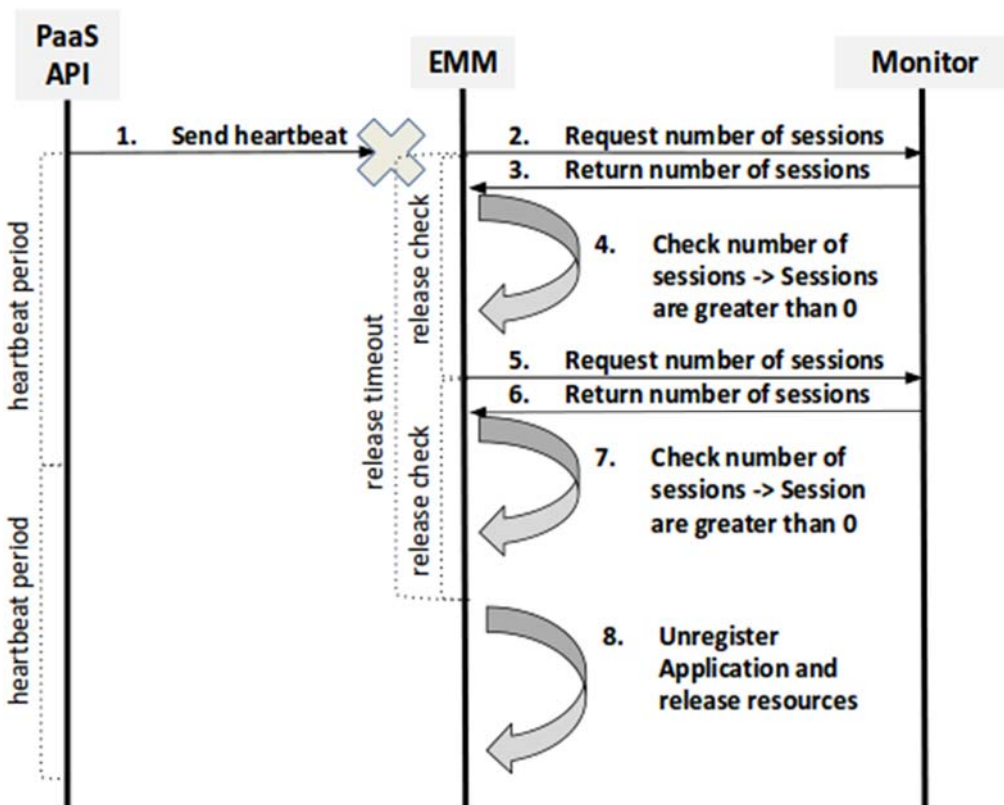 PaaS
API
EMM
Monitor
1. Send heartbeat
2. Request number of sessions
3. Return number of sessions
4. Check number of
sessions -> Sessions
are greater than 0
5. Request number of sessions
6. Return number of sessions
7. Check number of
sessions -> Session
are greater than 0
8. Unregister
Application and
release resources
heartbeat period
heartbeat period
release timeout
release check
release check